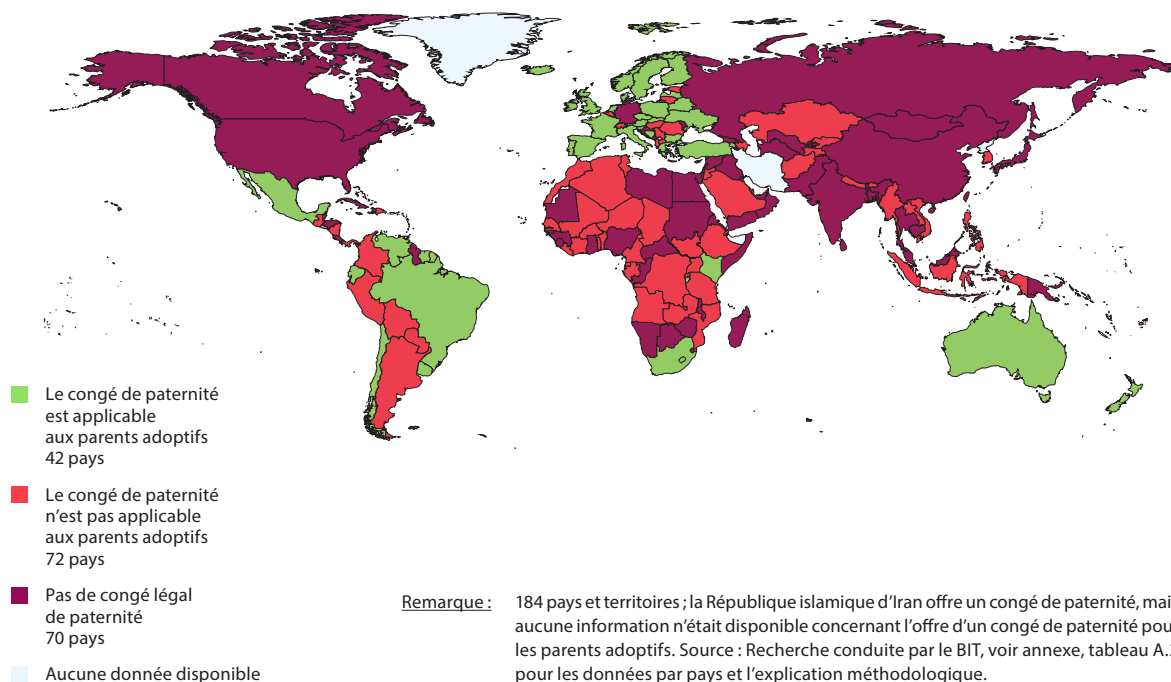 Le congé de paternité
est applicable
aux parents adoptifs
42 pays
Le congé de paternité
n'est pas applicable
aux parents adoptifs
72 pays
Pas de congé légal
de paternité
70 pays
Aucune donnée disponible
Remarque : 184 pays et territoires ; la République islamique d'Iran offre un congé de paternité,
aucune information n'était disponible concernant l'offre d'un congé de paternité
les parents adoptifs. Source : Recherche conduite par le BIT, voir annexe, tableau
pour les données par pays et l'explication méthodologique.